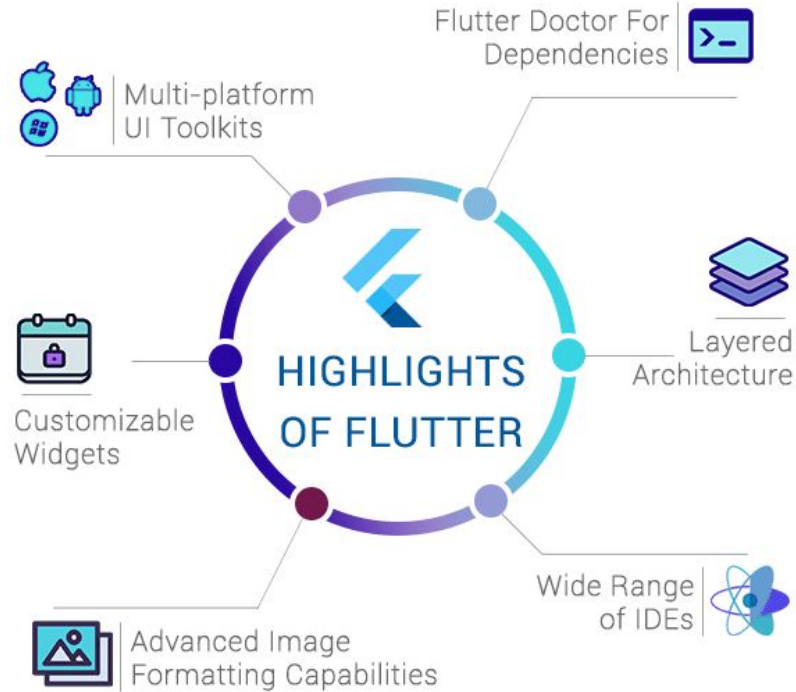 Flutter Doctor For
Dependencies
Multi-platform
UI Toolkits
HIGHLIGHTS
OF FLUTTER
Layered
Architecture
Customizable
Widgets
Wide Range
of IDEs
Advanced Image
Formatting Capabilities